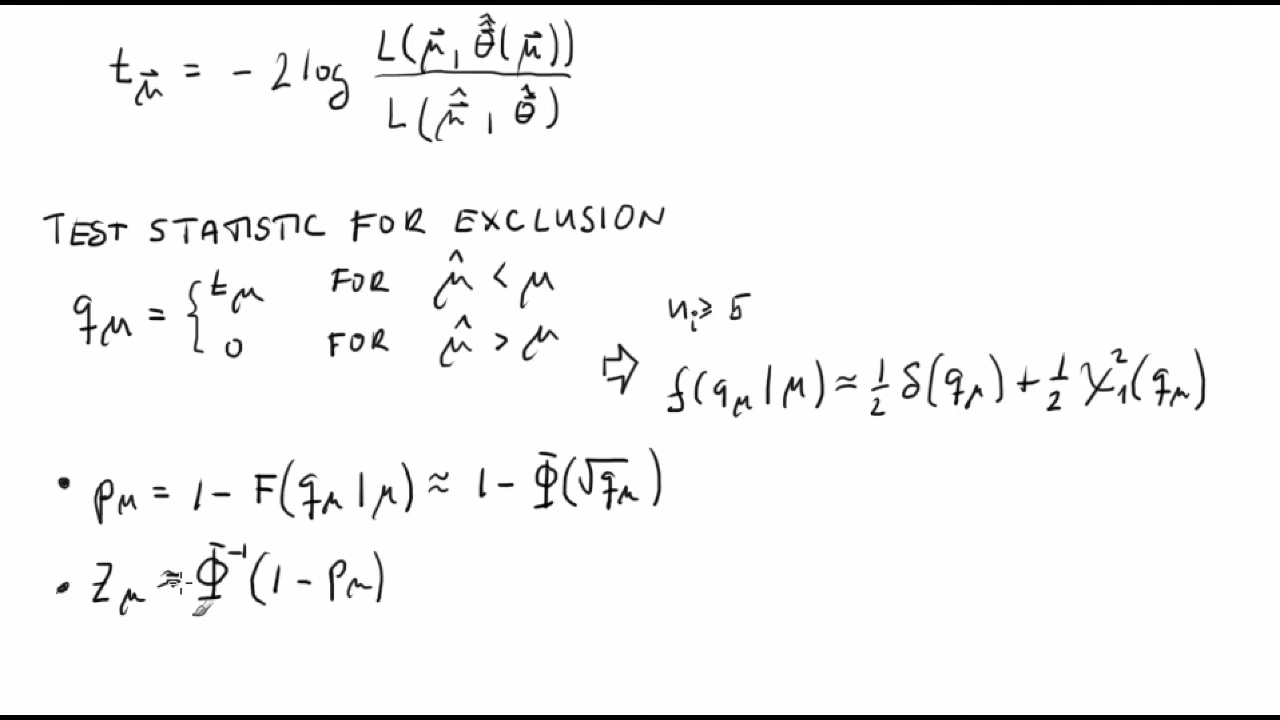 t_μ⃗ = - 2 log L(μ⃗, θ̂̂(μ⃗)) / L(μ⃗̂, θ̂)
TEST STATISTIC FOR EXCLUSION
q_μ = { t_μ FOR μ̂ < μ
0 FOR μ̂ > μ
n_i ≥ 5
⇨ f(q_μ | μ) ≈ 1/2 δ(q_μ) + 1/2 χ²₁(q_μ)
• p_μ = 1 - F(q_μ | μ) ≈ 1 - Φ(√q_μ)
• Z_μ ≈ Φ⁻¹(1 - p_μ)